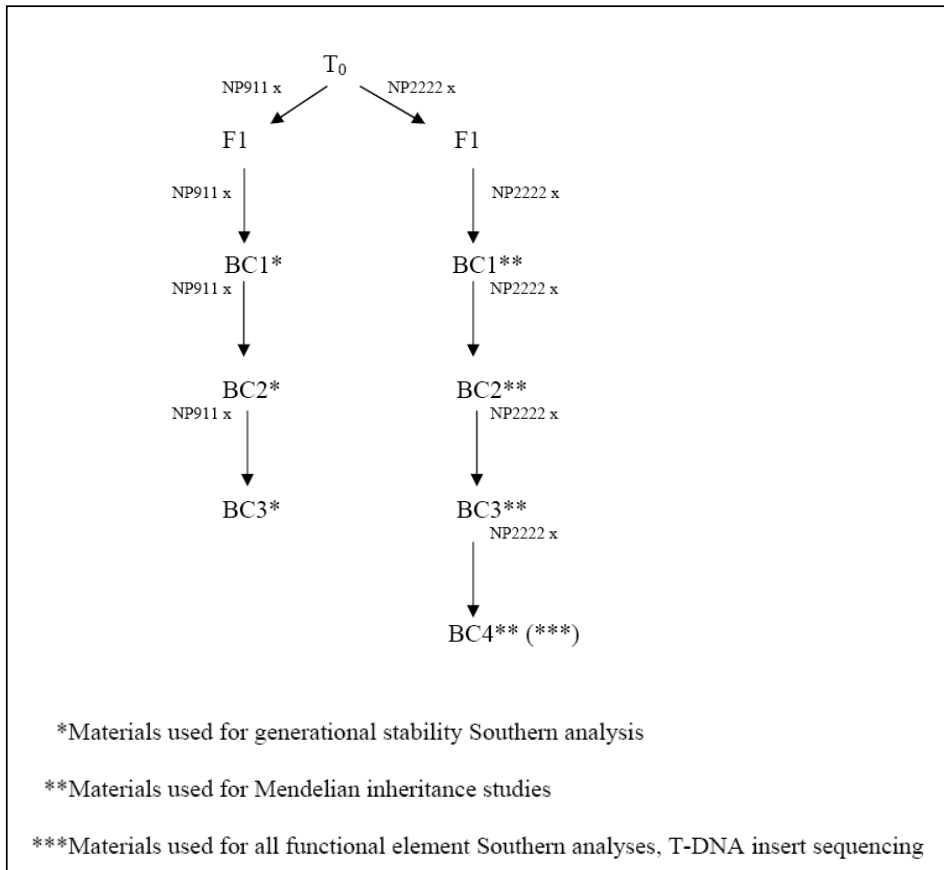 T₀
NP911 x NP2222 x
F1 F1
NP911 x NP2222 x
BC1* BC1**
NP911 x NP2222 x
BC2* BC2**
NP911 x NP2222 x
BC3* BC3**
NP2222 x
BC4** (***)
*Materials used for generational stability Southern analysis
**Materials used for Mendelian inheritance studies
***Materials used for all functional element Southern analyses, T-DNA insert sequencing